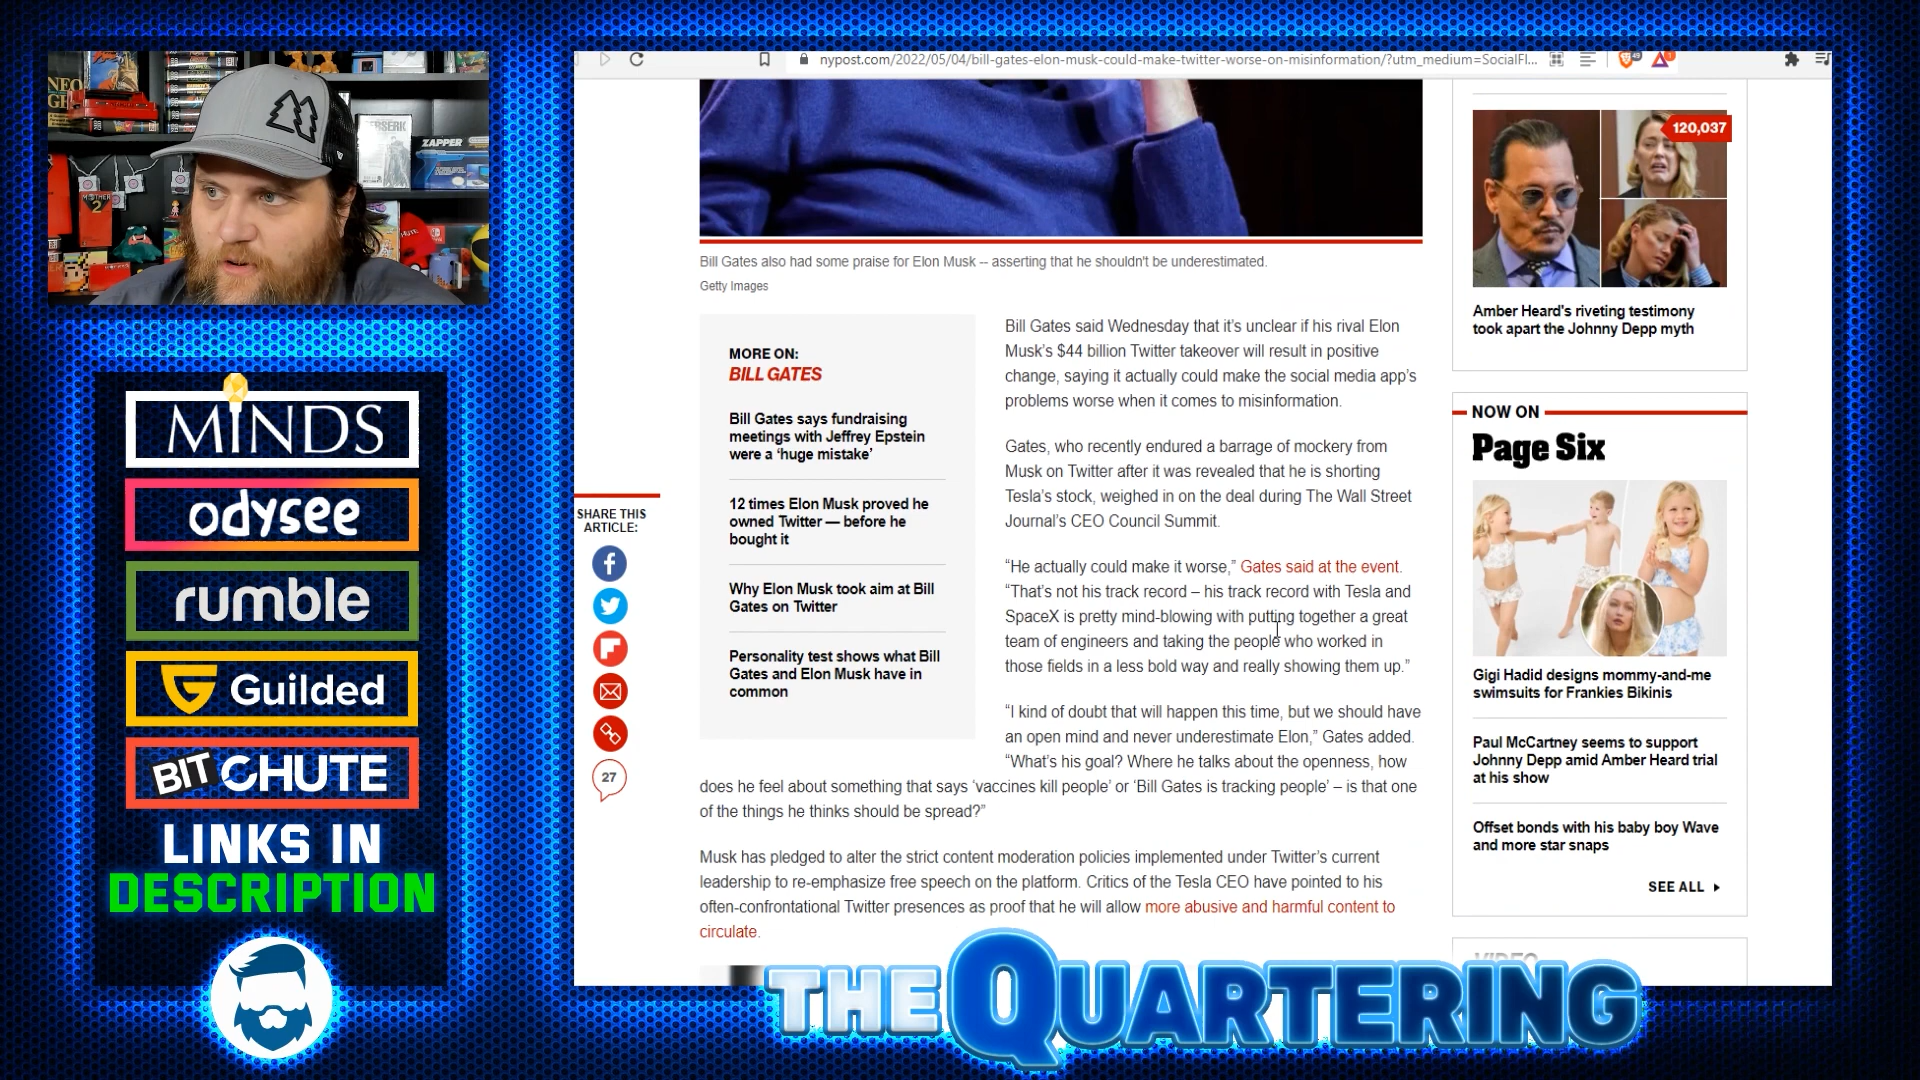 nypost.com/2022/05/04/bill-gates-elon-musk-could-make-twitter-worse-on-misinformation/?utm_medium=SocialFl...
NEO
BERSERK
ZAPPER
MOTHER
2
MINDS
odysee
rumble
Guilded
BITCHUTE
LINKS IN
DESCRIPTION
Bill Gates also had some praise for Elon Musk -- asserting that he shouldn't be underestimated.
Getty Images
SHARE THIS
ARTICLE:
27
MORE ON:
BILL GATES
Bill Gates says fundraising
meetings with Jeffrey Epstein
were a ‘huge mistake’
12 times Elon Musk proved he
owned Twitter — before he
bought it
Why Elon Musk took aim at Bill
Gates on Twitter
Personality test shows what Bill
Gates and Elon Musk have in
common
Bill Gates said Wednesday that it’s unclear if his rival Elon
Musk’s $44 billion Twitter takeover will result in positive
change, saying it actually could make the social media app’s
problems worse when it comes to misinformation.
Gates, who recently endured a barrage of mockery from
Musk on Twitter after it was revealed that he is shorting
Tesla’s stock, weighed in on the deal during The Wall Street
Journal’s CEO Council Summit.
“He actually could make it worse,” Gates said at the event.
“That’s not his track record – his track record with Tesla and
SpaceX is pretty mind-blowing with putting together a great
team of engineers and taking the people who worked in
those fields in a less bold way and really showing them up.”
“I kind of doubt that will happen this time, but we should have
an open mind and never underestimate Elon,” Gates added.
“What’s his goal? Where he talks about the openness, how
does he feel about something that says ‘vaccines kill people’ or ‘Bill Gates is tracking people’ – is that one
of the things he thinks should be spread?”
Musk has pledged to alter the strict content moderation policies implemented under Twitter’s current
leadership to re-emphasize free speech on the platform. Critics of the Tesla CEO have pointed to his
often-confrontational Twitter presences as proof that he will allow more abusive and harmful content to
circulate.
120,037
Amber Heard's riveting testimony
took apart the Johnny Depp myth
NOW ON
Page Six
Gigi Hadid designs mommy-and-me
swimsuits for Frankies Bikinis
Paul McCartney seems to support
Johnny Depp amid Amber Heard trial
at his show
Offset bonds with his baby boy Wave
and more star snaps
SEE ALL
VIDEO
THE QUARTERING